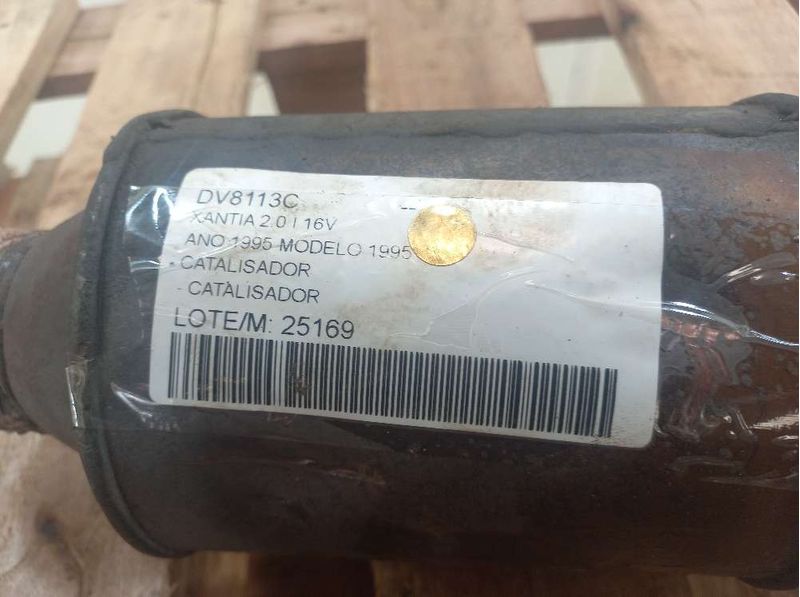 DV8113C
XANTIA 2.0 I 16V
ANO 1995 MODELO 1995
- CATALISADOR
- CATALISADOR
LOTE/M: 25169